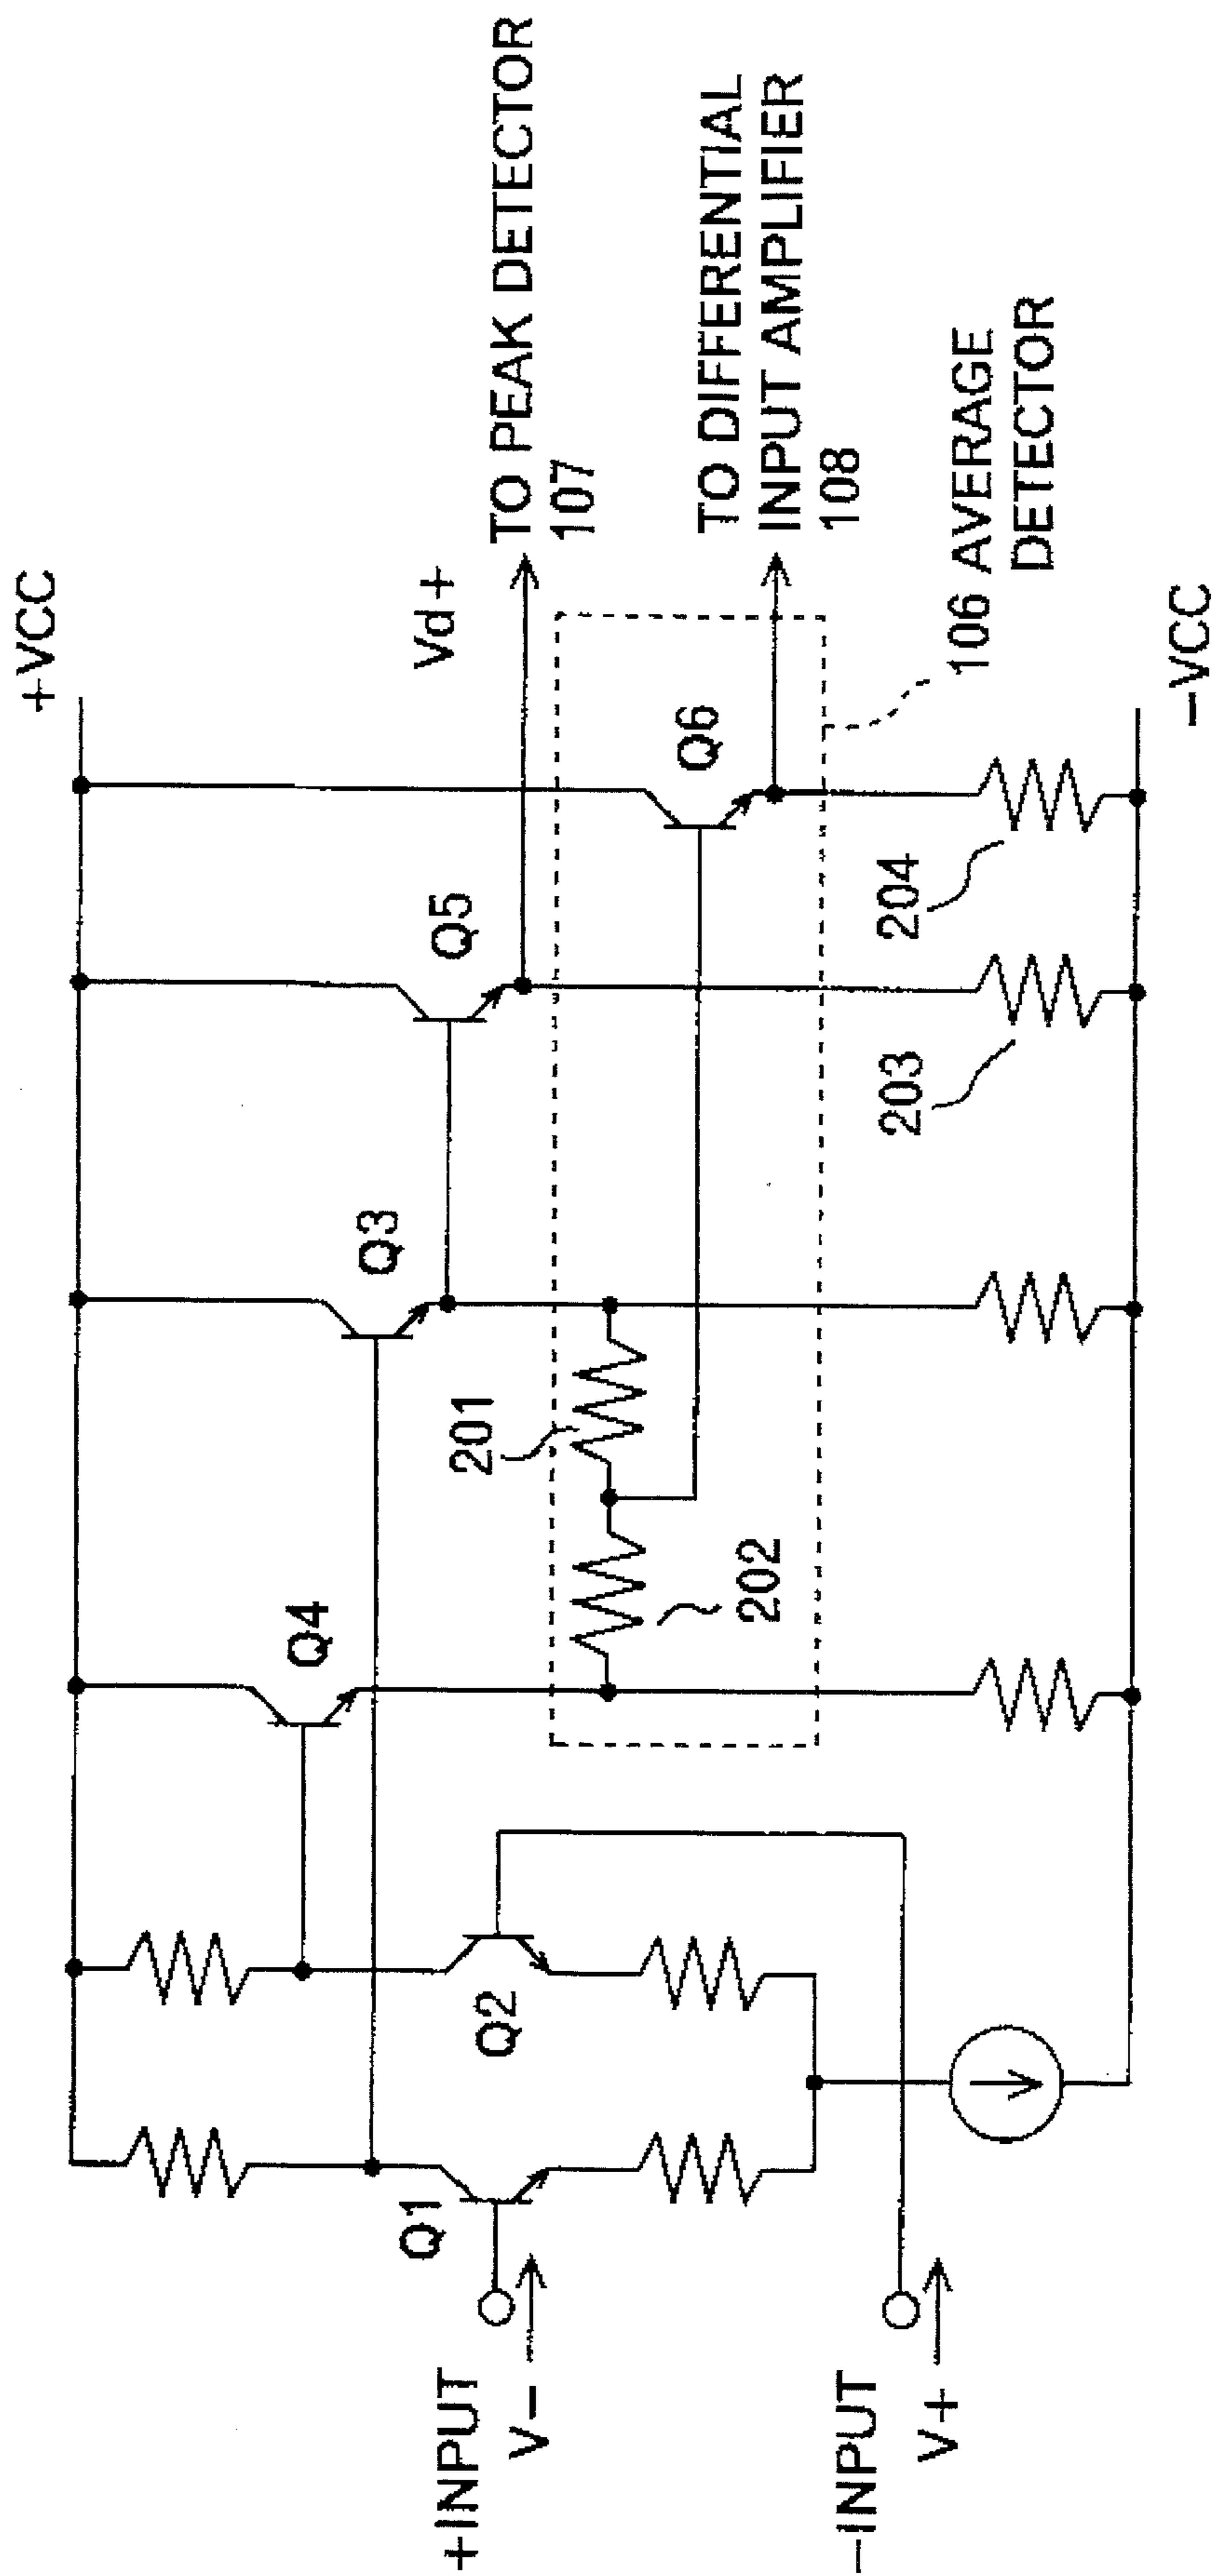 +VCC
Vd+
TO PEAK DETECTOR
107
TO DIFFERENTIAL
INPUT AMPLIFIER
108
106 AVERAGE
DETECTOR
−VCC
Q1
Q2
Q4
Q3
Q5
Q6
201
202
203
204
+INPUT
V−
−INPUT
V+